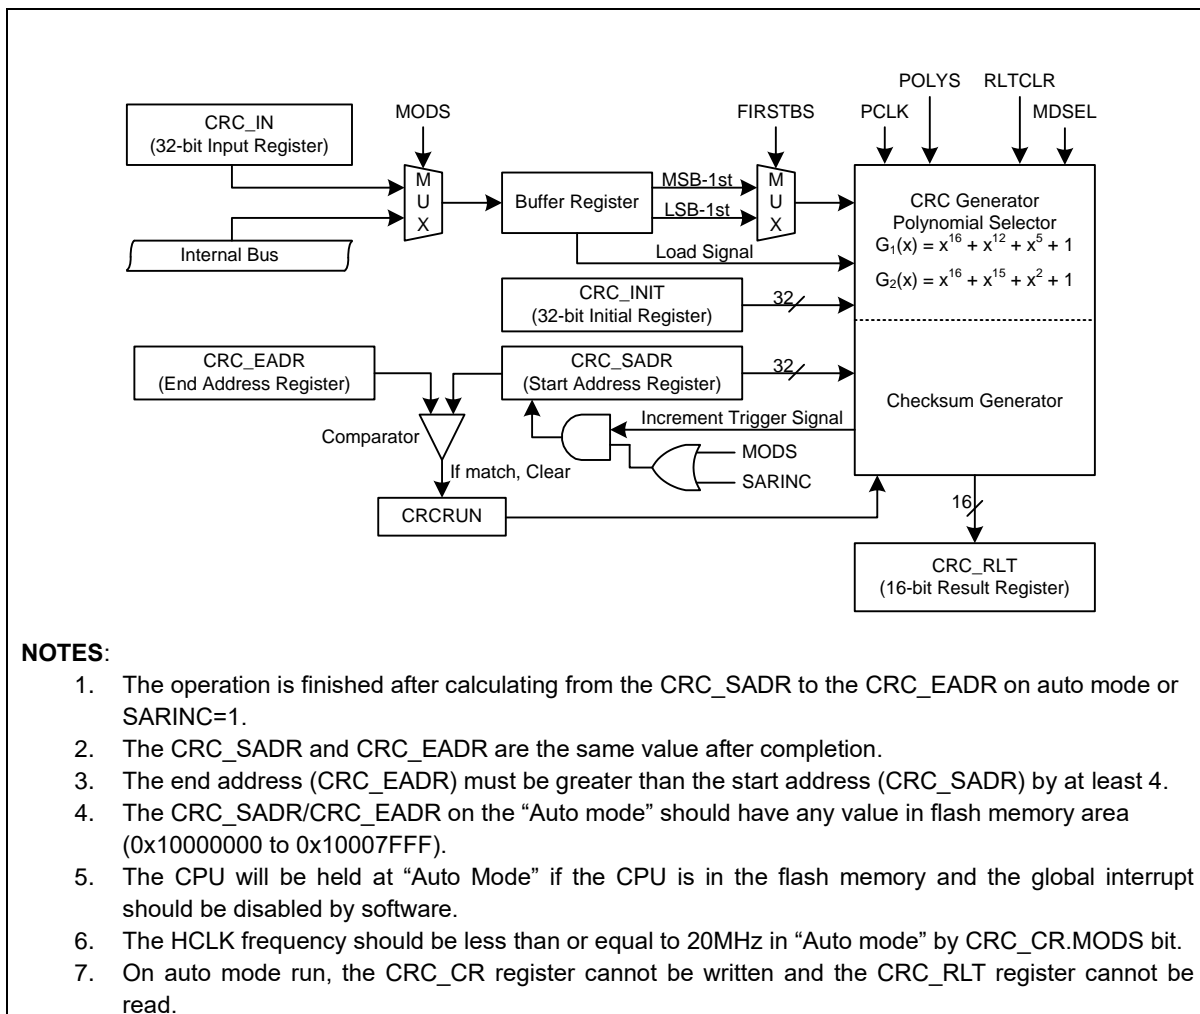 POLYS RLTCLR
MODS FIRSTBS PCLK MDSEL
CRC_IN
(32-bit Input Register)
M
U
X
Internal Bus
Buffer Register
MSB-1st
LSB-1st
Load Signal
M
U
X
CRC Generator
Polynomial Selector
G₁(x) = x¹⁶ + x¹² + x⁵ + 1
G₂(x) = x¹⁶ + x¹⁵ + x² + 1
CRC_INIT
(32-bit Initial Register)
32
CRC_EADR
(End Address Register)
CRC_SADR
(Start Address Register)
32
Checksum Generator
Increment Trigger Signal
Comparator
MODS
SARINC
If match, Clear
CRCRUN
16
CRC_RLT
(16-bit Result Register)
NOTES:
1. The operation is finished after calculating from the CRC_SADR to the CRC_EADR on auto mode or
SARINC=1.
2. The CRC_SADR and CRC_EADR are the same value after completion.
3. The end address (CRC_EADR) must be greater than the start address (CRC_SADR) by at least 4.
4. The CRC_SADR/CRC_EADR on the “Auto mode” should have any value in flash memory area
(0x10000000 to 0x10007FFF).
5. The CPU will be held at “Auto Mode” if the CPU is in the flash memory and the global interrupt
should be disabled by software.
6. The HCLK frequency should be less than or equal to 20MHz in “Auto mode” by CRC_CR.MODS bit.
7. On auto mode run, the CRC_CR register cannot be written and the CRC_RLT register cannot be
read.